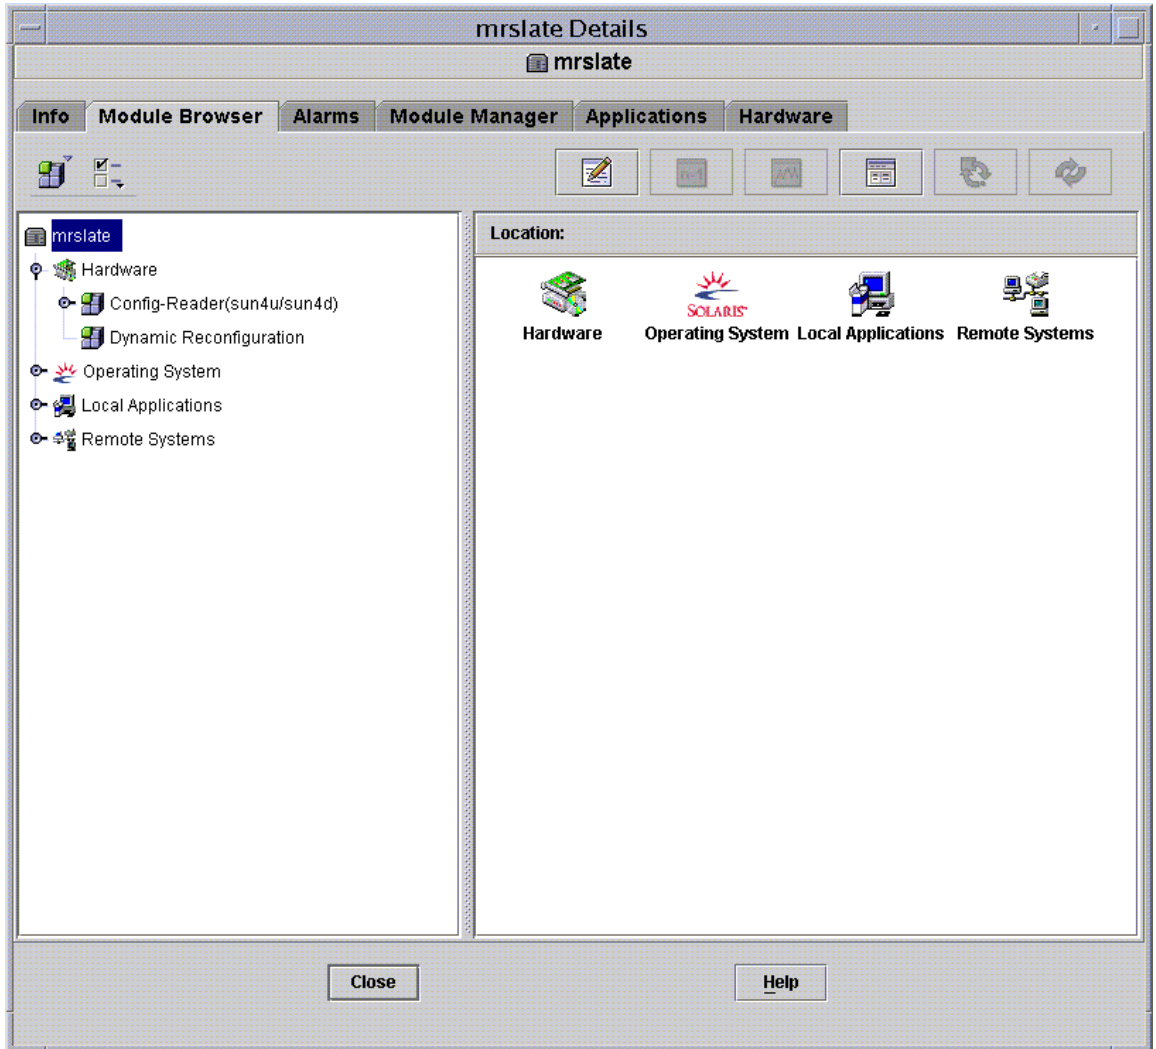 mrslate Details
mrslate
Info Module Browser Alarms Module Manager Applications Hardware
mrslate
Hardware
Config-Reader(sun4u/sun4d)
Dynamic Reconfiguration
Operating System
Local Applications
Remote Systems
Location:
SOLARIS
Hardware Operating System Local Applications Remote Systems
Close Help